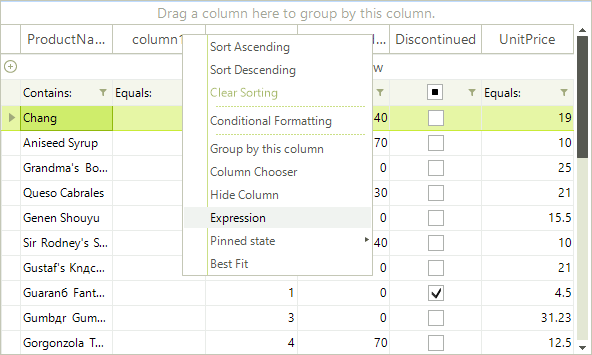 Drag a column here to group by this column.
ProductNa... column1 I... Discontinued UnitPrice
w
Contains: Equals: Equals:
Chang 40 19
Aniseed Syrup 70 10
Grandma's Bo... 0 25
Queso Cabrales 30 21
Genen Shouyu 0 15.5
Sir Rodney's S... 40 10
Gustaf's Knдc... 0 21
Guaranб Fant... 1 0 4.5
Gumbдr Gum... 3 0 31.23
Gorgonzola T... 4 70 12.5
Sort Ascending
Sort Descending
Clear Sorting
Conditional Formatting
Group by this column
Column Chooser
Hide Column
Expression
Pinned state
Best Fit